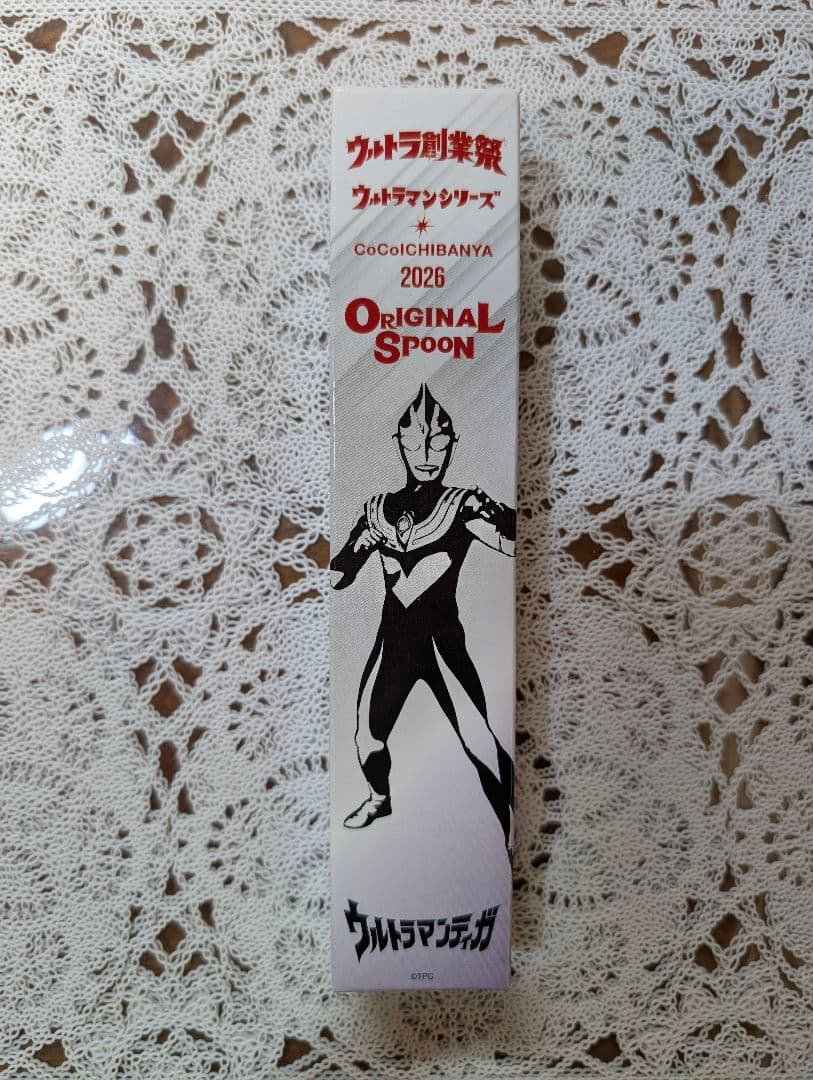 ウルトラ創業祭
ウルトラマンシリーズ
CoCoICHIBANYA
2026
ORIGINAL
SPOON
ウルトラマンティガ
©TPC